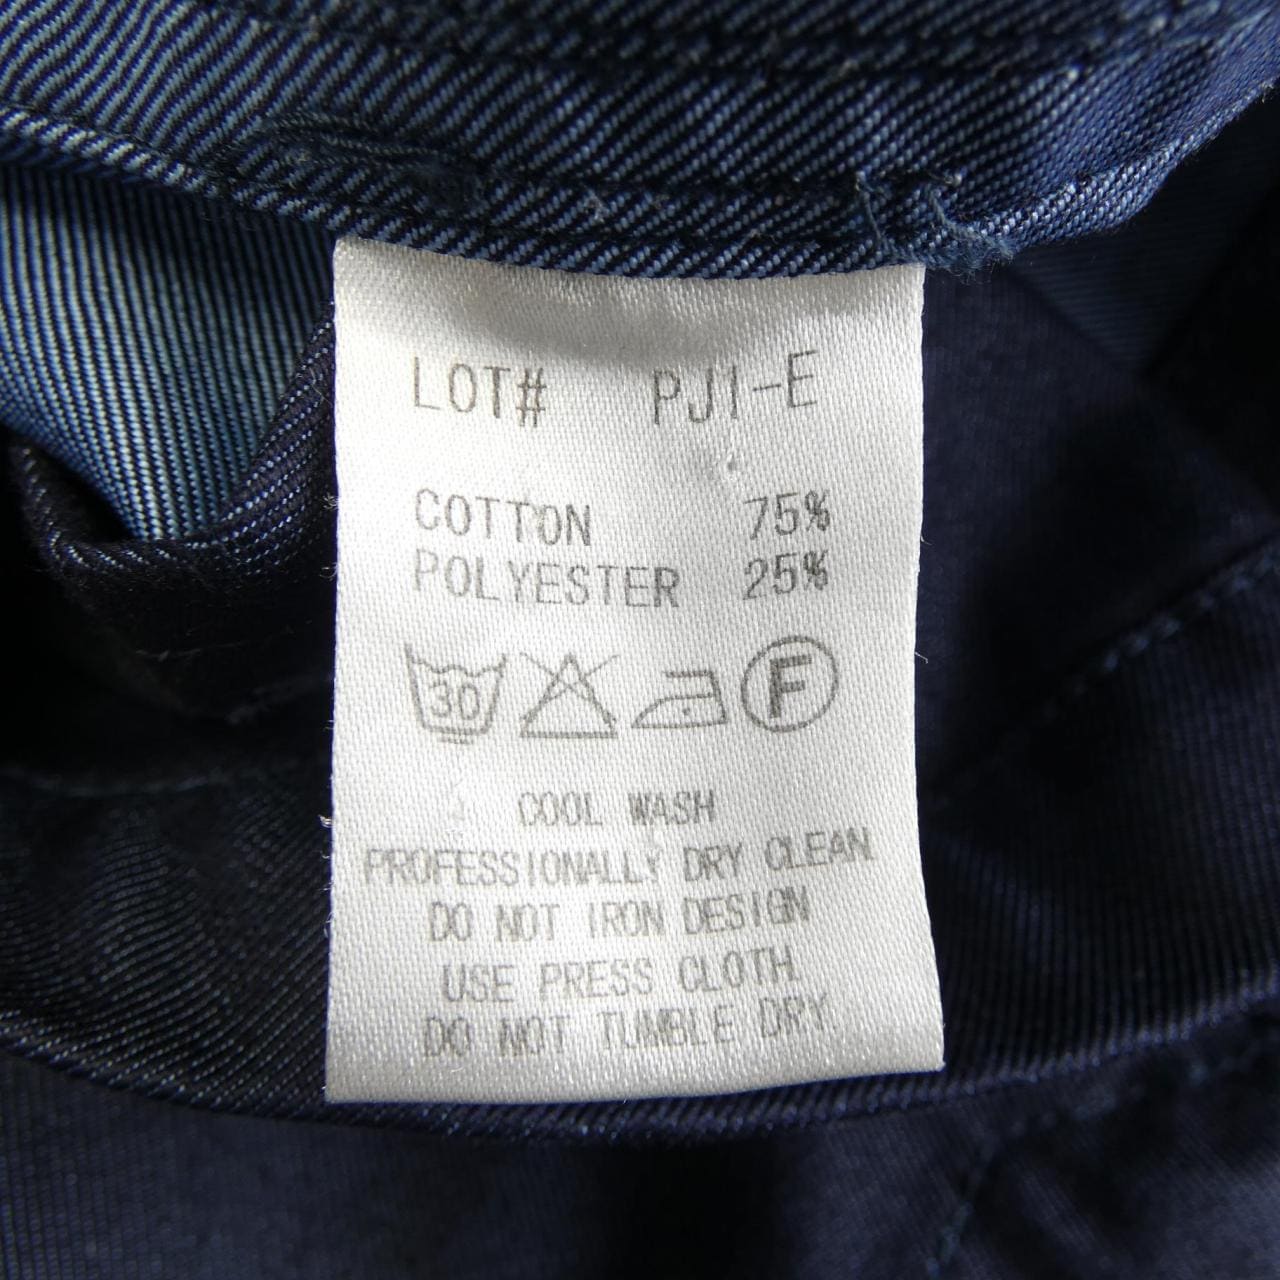 LOT# PJ1-E
COTTON 75%
POLYESTER 25%
30 F
COOL WASH
PROFESSIONALLY DRY CLEAN.
DO NOT IRON DESIGN
USE PRESS CLOTH.
DO NOT TUMBLE DRY.